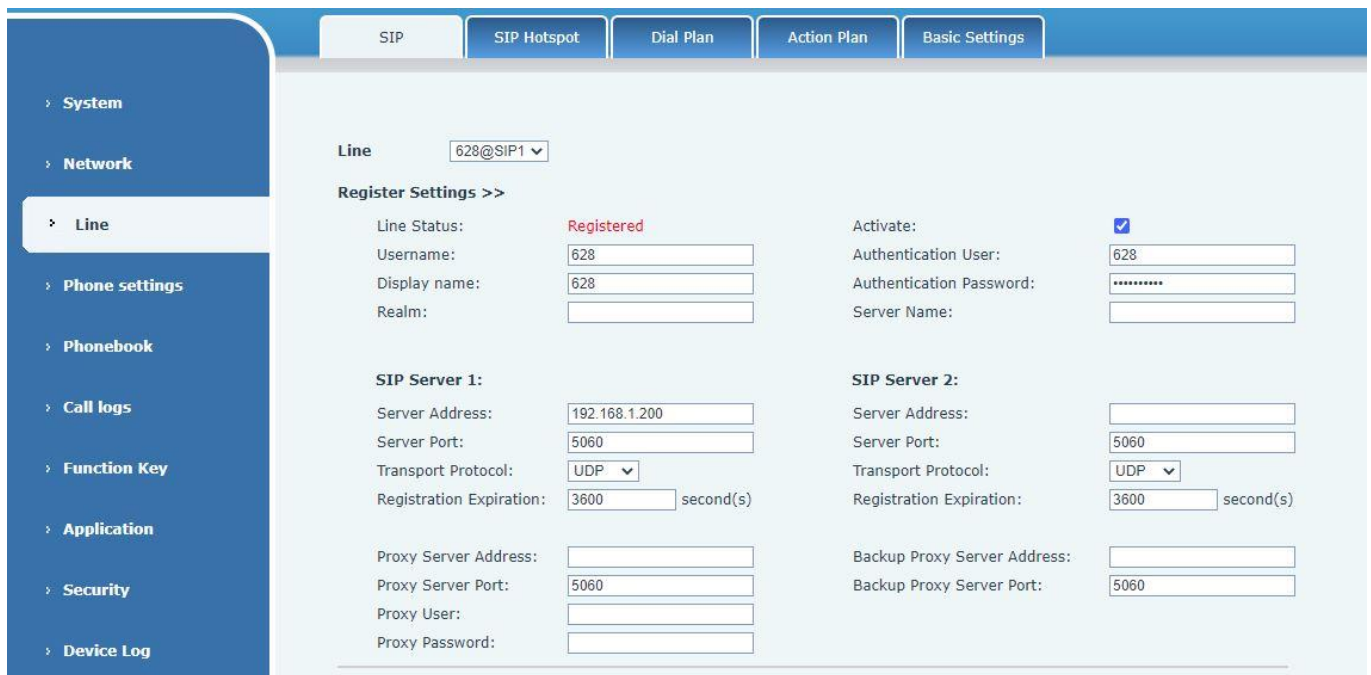 SIP SIP Hotspot Dial Plan Action Plan Basic Settings
› System
› Network
› Line
› Phone settings
› Phonebook
› Call logs
› Function Key
› Application
› Security
› Device Log
Line 628@SIP1
Register Settings >>
Line Status: Registered Activate:
Username: 628 Authentication User: 628
Display name: 628 Authentication Password: ••••••••••
Realm: Server Name:
SIP Server 1: SIP Server 2:
Server Address: 192.168.1.200 Server Address:
Server Port: 5060 Server Port: 5060
Transport Protocol: UDP Transport Protocol: UDP
Registration Expiration: 3600 second(s) Registration Expiration: 3600 second(s)
Proxy Server Address: Backup Proxy Server Address:
Proxy Server Port: 5060 Backup Proxy Server Port: 5060
Proxy User:
Proxy Password: